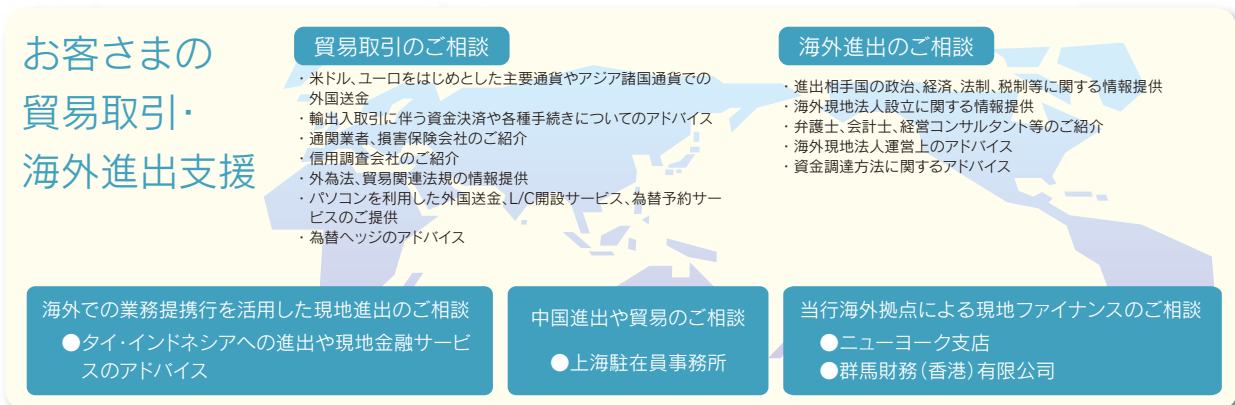 お客さまの
貿易取引・
海外進出支援
貿易取引のご相談
・米ドル、ユーロをはじめとした主要通貨やアジア諸国通貨での
外国送金
・輸出入取引に伴う資金決済や各種手続きについてのアドバイス
・通関業者、損害保険会社のご紹介
・信用調査会社のご紹介
・外為法、貿易関連法規の情報提供
・パソコンを利用した外国送金、L/C開設サービス、為替予約サー
ビスのご提供
・為替ヘッジのアドバイス
海外進出のご相談
・進出相手国の政治、経済、法制、税制等に関する情報提供
・海外現地法人設立に関する情報提供
・弁護士、会計士、経営コンサルタント等のご紹介
・海外現地法人運営上のアドバイス
・資金調達方法に関するアドバイス
海外での業務提携行を活用した現地進出のご相談
●タイ・インドネシアへの進出や現地金融サービ
スのアドバイス
中国進出や貿易のご相談
●上海駐在員事務所
当行海外拠点による現地ファイナンスのご相談
●ニューヨーク支店
●群馬財務(香港)有限公司